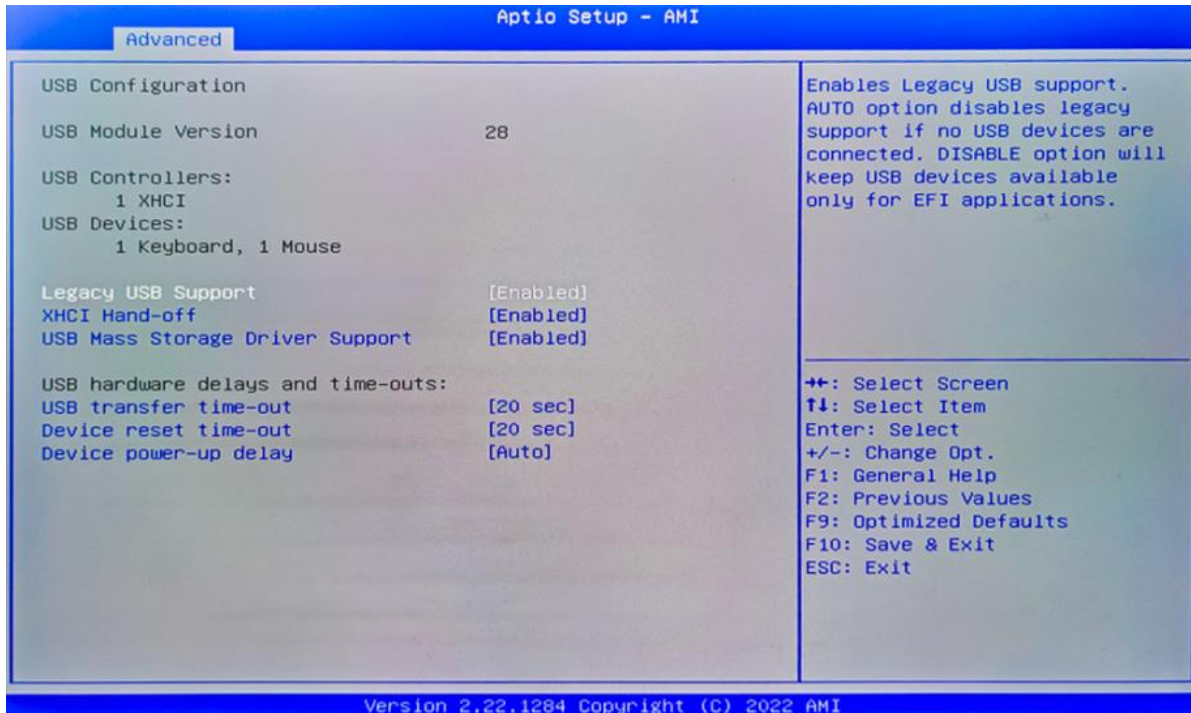 Aptio Setup - AMI
Advanced
USB Configuration
USB Module Version 28
USB Controllers:
1 XHCI
USB Devices:
1 Keyboard, 1 Mouse
Legacy USB Support [Enabled]
XHCI Hand-off [Enabled]
USB Mass Storage Driver Support [Enabled]
USB hardware delays and time-outs:
USB transfer time-out [20 sec]
Device reset time-out [20 sec]
Device power-up delay [Auto]
Enables Legacy USB support.
AUTO option disables legacy
support if no USB devices are
connected. DISABLE option will
keep USB devices available
only for EFI applications.
→←: Select Screen
↑↓: Select Item
Enter: Select
+/-: Change Opt.
F1: General Help
F2: Previous Values
F9: Optimized Defaults
F10: Save & Exit
ESC: Exit
Version 2.22.1284 Copyright (C) 2022 AMI